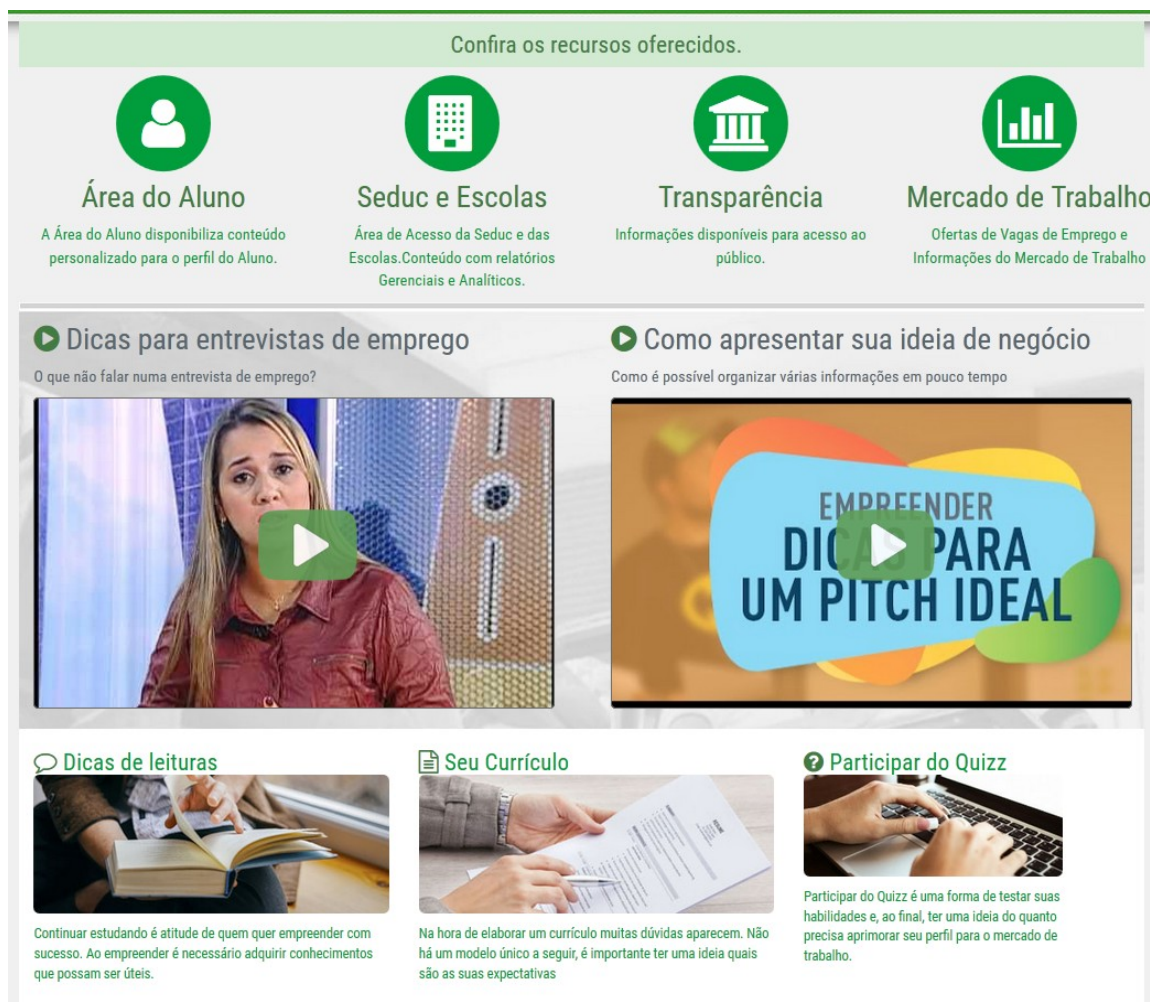 Confira os recursos oferecidos.
Área do Aluno
A Área do Aluno disponibiliza conteúdo
personalizado para o perfil do Aluno.
Seduc e Escolas
Área de Acesso da Seduc e das
Escolas.Conteúdo com relatórios
Gerenciais e Analíticos.
Transparência
Informações disponíveis para acesso ao
público.
Mercado de Trabalho
Ofertas de Vagas de Emprego e
Informações do Mercado de Trabalho
Dicas para entrevistas de emprego
O que não falar numa entrevista de emprego?
Como apresentar sua ideia de negócio
Como é possível organizar várias informações em pouco tempo
EMPREENDER
DICAS PARA
UM PITCH IDEAL
Dicas de leituras
Continuar estudando é atitude de quem quer empreender com
sucesso. Ao empreender é necessário adquirir conhecimentos
que possam ser úteis.
Seu Currículo
Na hora de elaborar um currículo muitas dúvidas aparecem. Não
há um modelo único a seguir, é importante ter uma ideia quais
são as suas expectativas
Participar do Quizz
Participar do Quizz é uma forma de testar suas
habilidades e, ao final, ter uma ideia do quanto
precisa aprimorar seu perfil para o mercado de
trabalho.